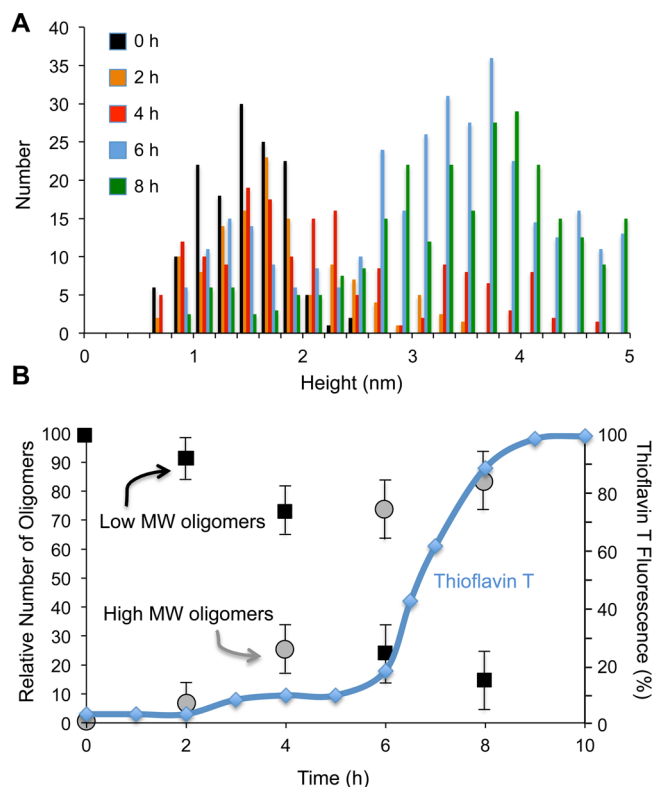 A
40
35
30
25
20
15
10
5
0
Number
0 h
2 h
4 h
6 h
8 h
0 1 2 3 4 5
Height (nm)
B
100
90
80
70
60
50
40
30
20
10
0
Relative Number of Oligomers
Low MW oligomers
High MW oligomers
Thioflavin T
100
80
60
40
20
0
Thioflavin T Fluorescence (%)
0 2 4 6 8 10
Time (h)